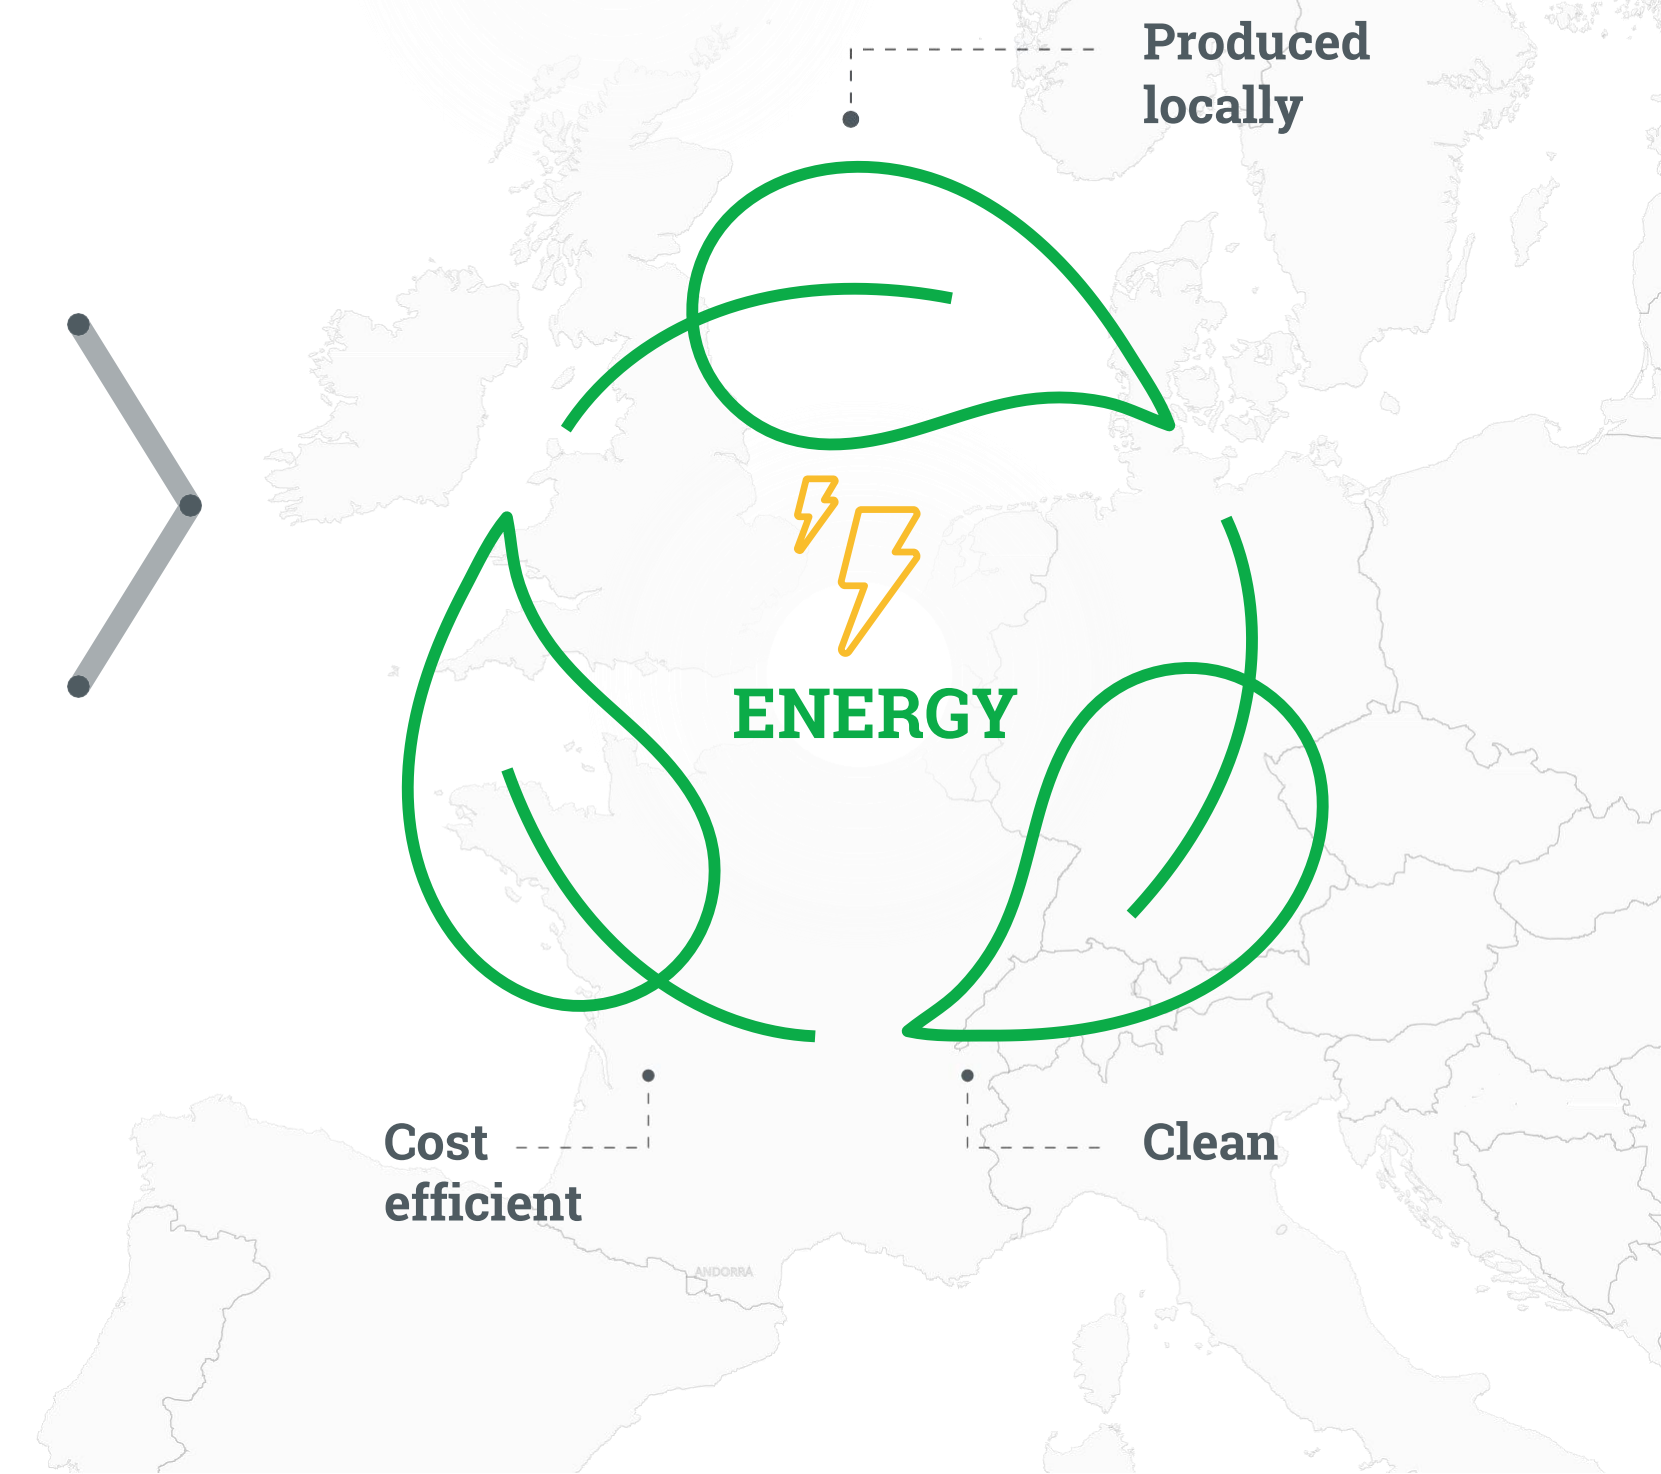 Produced
locally
ENERGY
Cost
efficient
Clean
ANDORRA